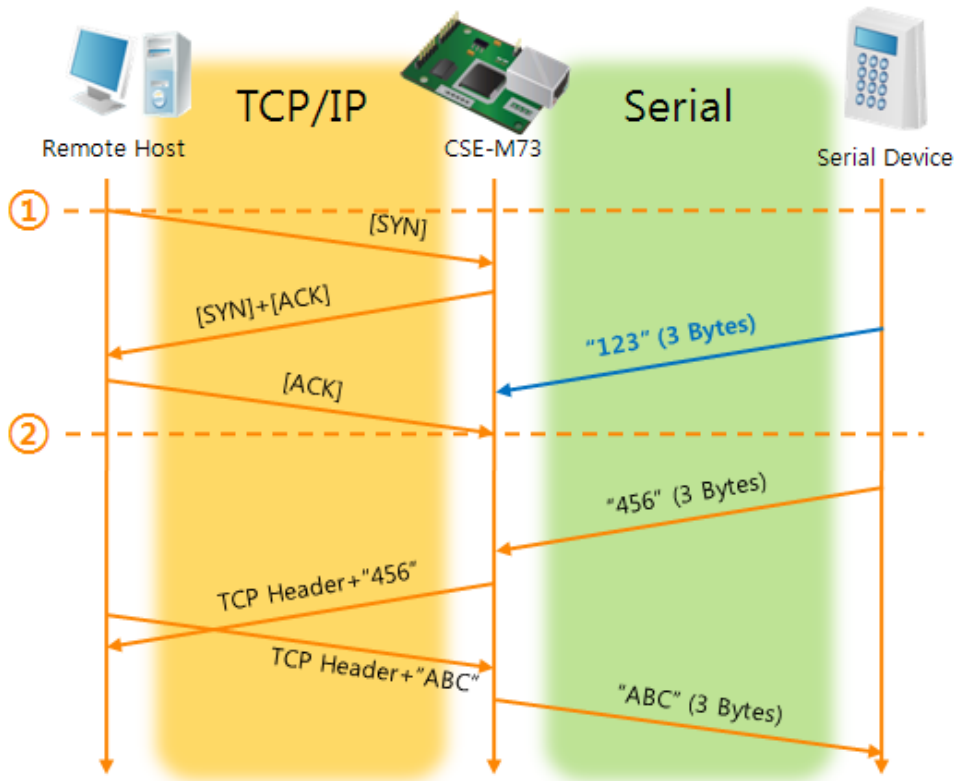 TCP/IP
Serial
Remote Host
CSE-M73
Serial Device
①
[SYN]
[SYN]+[ACK]
“123” (3 Bytes)
[ACK]
②
“456” (3 Bytes)
TCP Header+“456”
TCP Header+“ABC”
“ABC” (3 Bytes)